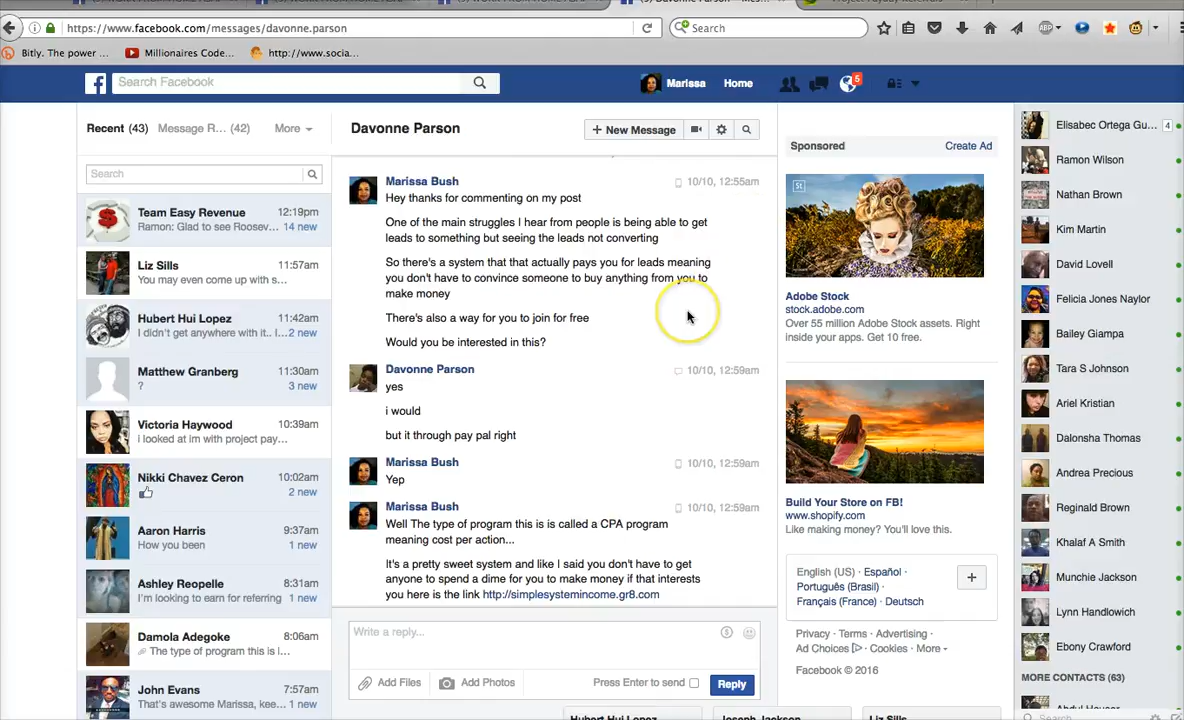 Davonne Parson
https://www.facebook.com/messages/davonne.parson
Search
Bitly. The power ...
Millionaires Code...
http://www.socia...
Search Facebook
Marissa
Home
5
Recent (43)
Message R... (42)
More
Search
Team Easy Revenue 12:19pm
Ramon: Glad to see Roosev... 14 new
Liz Sills 11:57am
You may even come up with s...
Hubert Hui Lopez 11:42am
I didn't get anywhere with it.. I... 2 new
Matthew Granberg 11:30am
? 3 new
Victoria Haywood 10:39am
i looked at im with project pay...
Nikki Chavez Ceron 10:02am
2 new
Aaron Harris 9:37am
How you been 1 new
Ashley Reopelle 8:31am
I'm looking to earn for referring 1 new
Damola Adegoke 8:06am
The type of program this is i...
John Evans 7:57am
That's awesome Marissa, kee... 1 new
Davonne Parson
+ New Message
Marissa Bush 10/10, 12:55am
Hey thanks for commenting on my post
One of the main struggles I hear from people is being able to get
leads to something but seeing the leads not converting
So there's a system that that actually pays you for leads meaning
you don't have to convince someone to buy anything from you to
make money
There's also a way for you to join for free
Would you be interested in this?
Davonne Parson 10/10, 12:59am
yes
i would
but it through pay pal right
Marissa Bush 10/10, 12:59am
Yep
Marissa Bush 10/10, 12:59am
Well The type of program this is is called a CPA program
meaning cost per action...
It's a pretty sweet system and like I said you don't have to get
anyone to spend a dime for you to make money if that interests
you here is the link http://simplesystemincome.gr8.com
Write a reply...
Add Files
Add Photos
Press Enter to send
Reply
Sponsored
Create Ad
St
Adobe Stock
stock.adobe.com
Over 55 million Adobe Stock assets. Right
inside your apps. Get 10 free.
Build Your Store on FB!
www.shopify.com
Like making money? You'll love this.
English (US) · Español ·
Português (Brasil) ·
Français (France) · Deutsch
+
Privacy · Terms · Advertising ·
Ad Choices · Cookies · More
Facebook © 2016
Elisabec Ortega Gu... 4
Ramon Wilson
Nathan Brown
Kim Martin
David Lovell
Felicia Jones Naylor
Bailey Giampa
Tara S Johnson
Ariel Kristian
Dalonsha Thomas
Andrea Precious
Reginald Brown
Khalaf A Smith
Munchie Jackson
Lynn Handlowich
Ebony Crawford
MORE CONTACTS (63)
Search
Hubert Hui Lopez
Joseph Jackson
Liz Sills